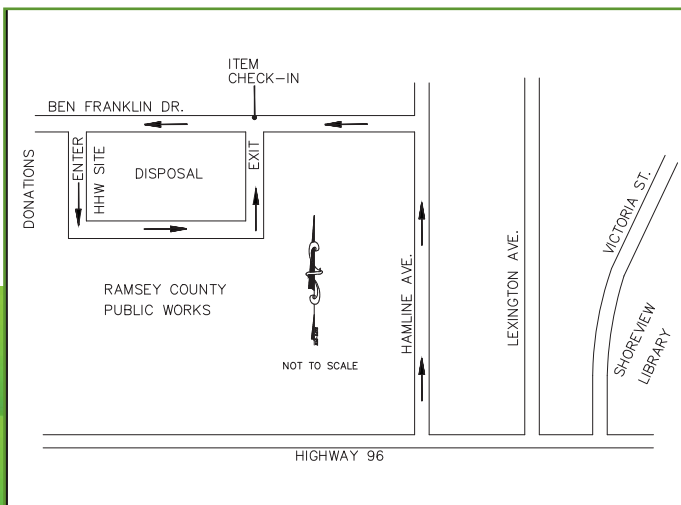 ITEM
CHECK-IN
BEN FRANKLIN DR.
DONATIONS
ENTER
HHW SITE
DISPOSAL
EXIT
RAMSEY COUNTY
PUBLIC WORKS
NOT TO SCALE
HAMLINE AVE.
LEXINGTON AVE.
VICTORIA ST.
SHOREVIEW
LIBRARY
HIGHWAY 96